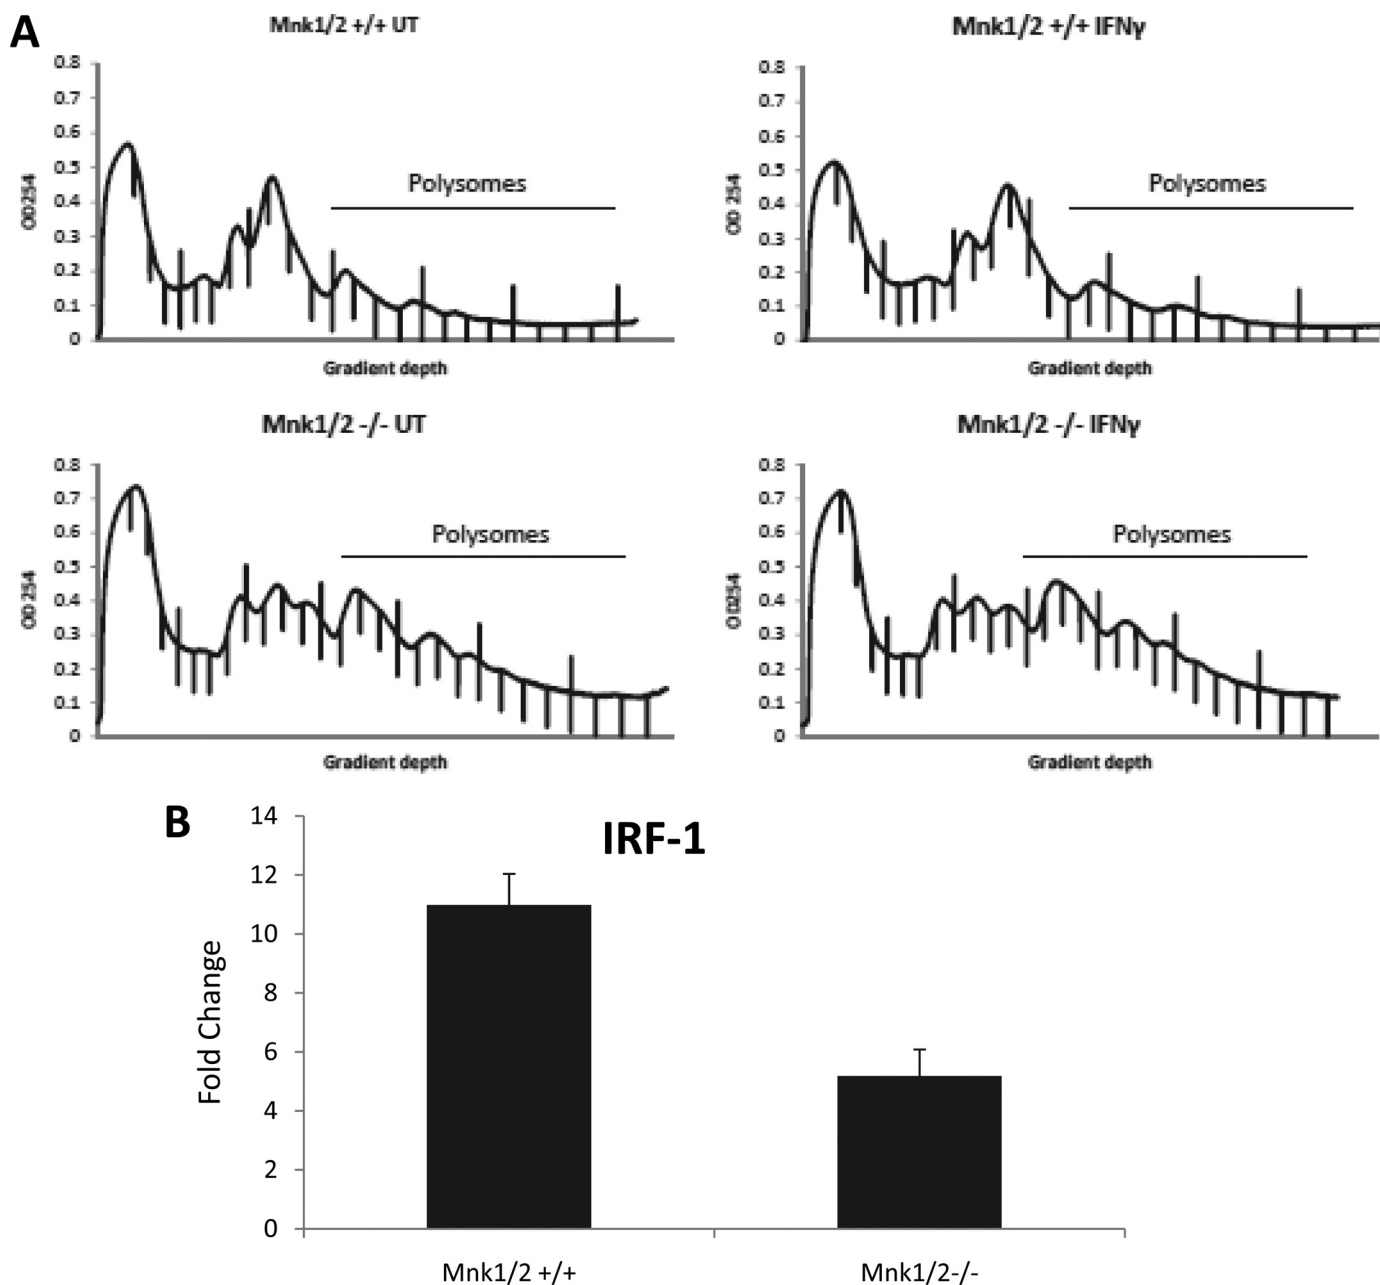 A
Mnk1/2 +/+ UT
0.8
0.7
0.6
0.5
0.4
0.3
0.2
0.1
0
OD254
Polysomes
Gradient depth
Mnk1/2 +/+ IFNγ
0.8
0.7
0.6
0.5
0.4
0.3
0.2
0.1
0
OD 254
Polysomes
Gradient depth
Mnk1/2 -/- UT
0.8
0.7
0.6
0.5
0.4
0.3
0.2
0.1
0
OD 254
Polysomes
Gradient depth
Mnk1/2 -/- IFNγ
0.8
0.7
0.6
0.5
0.4
0.3
0.2
0.1
0
OD254
Polysomes
Gradient depth
B
IRF-1
14
12
10
8
6
4
2
0
Fold Change
Mnk1/2 +/+
Mnk1/2-/-